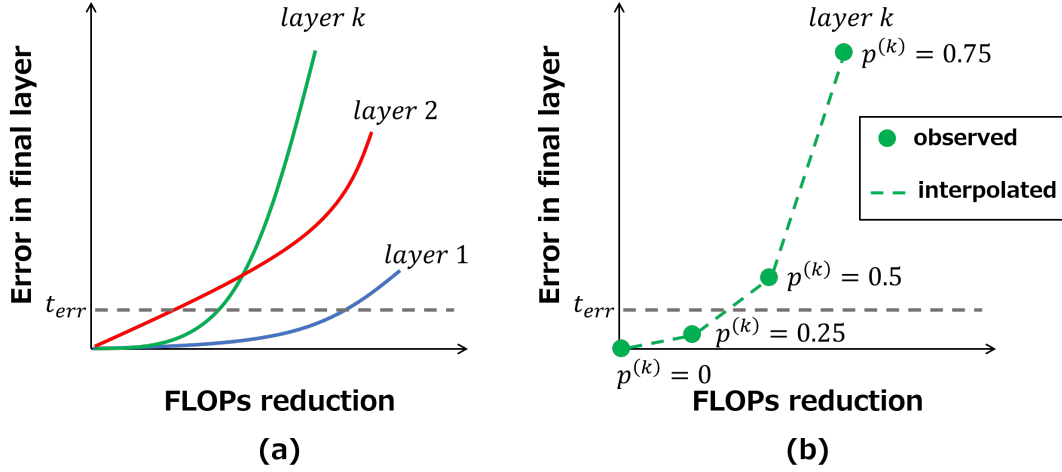 Error in final layer
layer k
layer 2
layer 1
t_err
FLOPs reduction
(a)
Error in final layer
layer k
p^(k) = 0.75
observed
interpolated
p^(k) = 0.5
t_err
p^(k) = 0.25
p^(k) = 0
FLOPs reduction
(b)